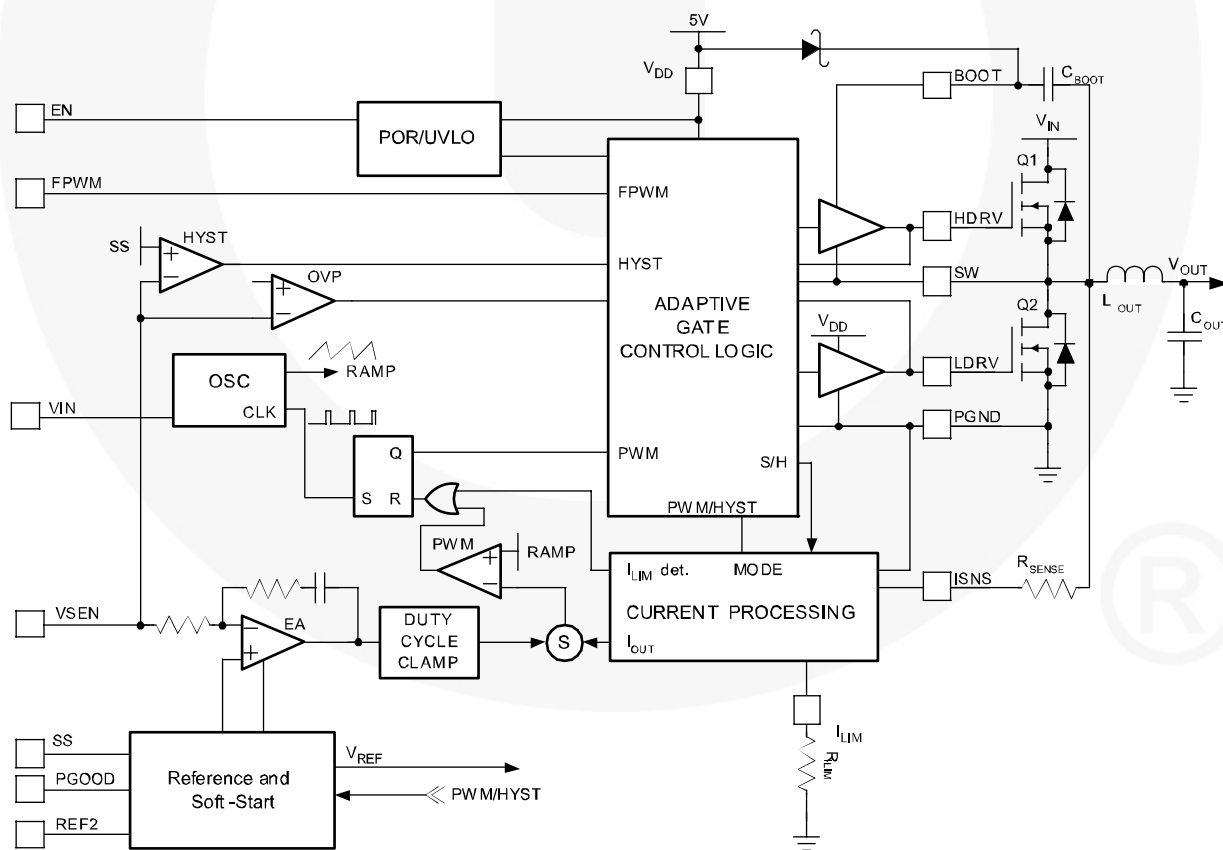 5V
VDD
BOOT
CBOOT
EN
POR/UVLO
VIN
Q1
FPWM
FPWM
HDRV
SS
HYST
HYST
OVP
SW
VOUT
LOUT
ADAPTIVE
GATE
CONTROL LOGIC
VDD
Q2
COUT
OSC
RAMP
LDRV
CLK
VIN
PGND
Q
PWM
S/H
S
R
PWM/HYST
PWM
RAMP
ILIM det.
MODE
ISNS
RSENSE
CURRENT PROCESSING
VSEN
EA
DUTY
CYCLE
CLAMP
S
IOUT
ILIM
RLIM
SS
VREF
PGOOD
Reference and
Soft-Start
PWM/HYST
REF2
®